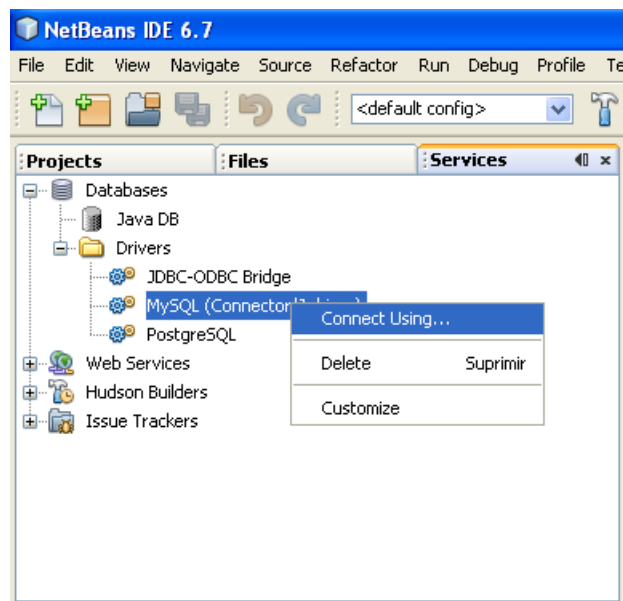 NetBeans IDE 6.7
File Edit View Navigate Source Refactor Run Debug Profile
<default config>
Projects Files Services
Databases
Java DB
Drivers
JDBC-ODBC Bridge
MySQL (Connector
Connect Using...
PostgreSQL
Web Services
Delete Suprimir
Hudson Builders
Customize
Issue Trackers